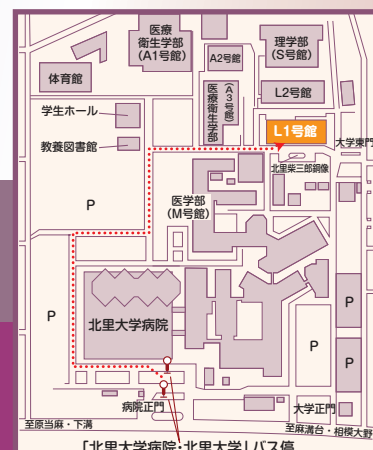 医療
衛生学部
(A1号館)
理学部
(S号館)
A2号館
体育館
医療衛生学部
(A3号館)
L2号館
学生ホール
L1号館
大学東門
教養図書館
北里柴三郎銅像
P
医学部
(M号館)
P
北里大学病院
P
P
P
病院正門
大学正門
至原当麻・下溝
至麻溝台・相模大野
「北里大学病院・北里大学」バス停